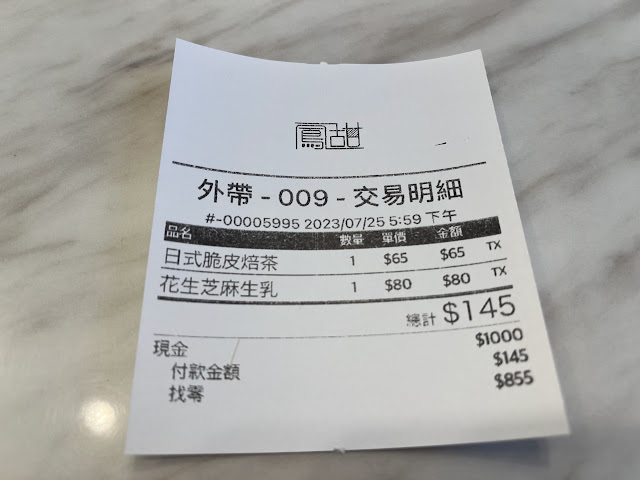 鳳甜
外帶 - 009 - 交易明細
#-00005995 2023/07/25 5:59 下午
品名 數量 單價 金額
日式脆皮焙茶 1 $65 $65 TX
花生芝麻生乳 1 $80 $80 TX
總計 $145
現金 $1000
付款金額 $145
找零 $855